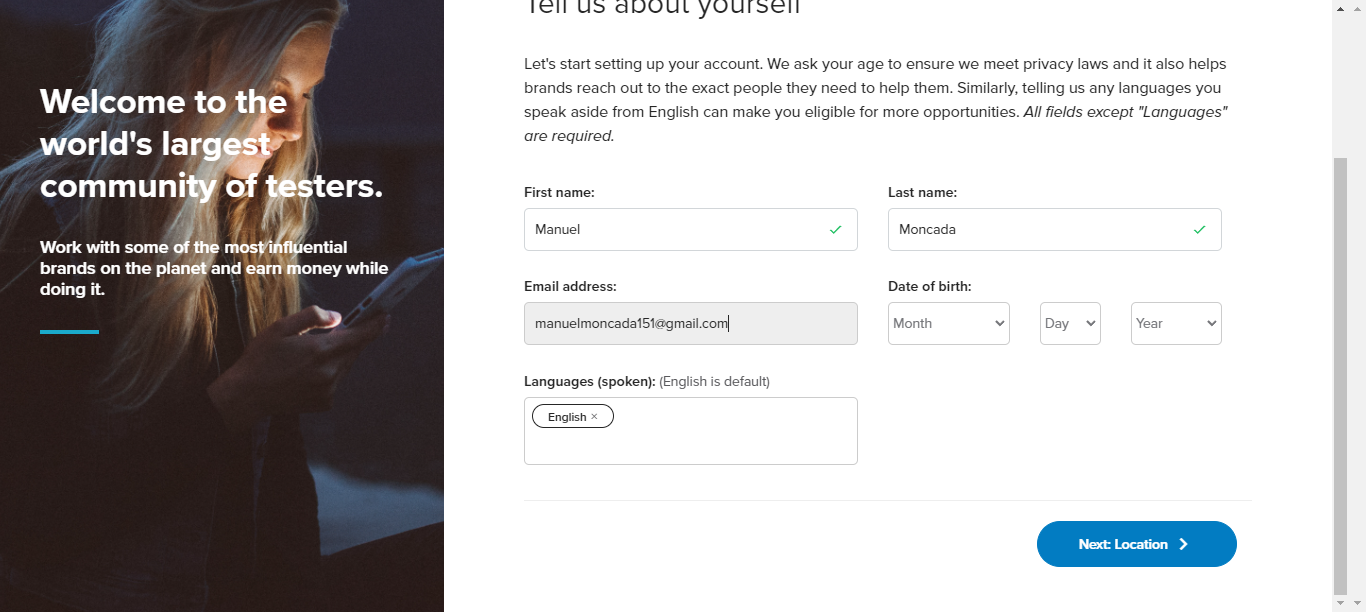 Tell us about yourself
Welcome to the
world's largest
community of testers.
Work with some of the most influential
brands on the planet and earn money while
doing it.
Let's start setting up your account. We ask your age to ensure we meet privacy laws and it also helps
brands reach out to the exact people they need to help them. Similarly, telling us any languages you
speak aside from English can make you eligible for more opportunities. All fields except "Languages"
are required.
First name:
Last name:
Manuel
Moncada
Email address:
Date of birth:
manuelmoncada151@gmail.com
Month
Day
Year
Languages (spoken): (English is default)
English ×
Next: Location